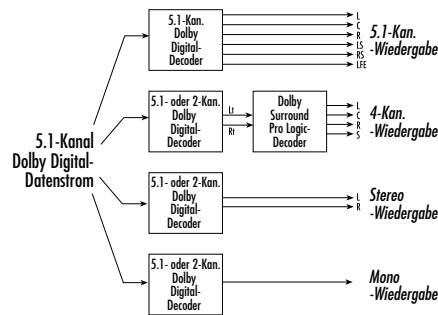 5.1-Kanal
Dolby Digital-
Datenstrom
5.1-Kan.
Dolby
Digital-
Decoder
L
C
R
LS
RS
LFE
5.1-Kan.
-Wiedergabe
5.1- oder 2-Kan.
Dolby
Digital-
Decoder
Lt
Rt
Dolby
Surround
Pro Logic-
Decoder
L
C
R
S
4-Kan.
-Wiedergabe
5.1- oder 2-Kan.
Dolby
Digital-
Decoder
L
R
Stereo
-Wiedergabe
5.1- oder 2-Kan.
Dolby
Digital-
Decoder
Mono
-Wiedergabe